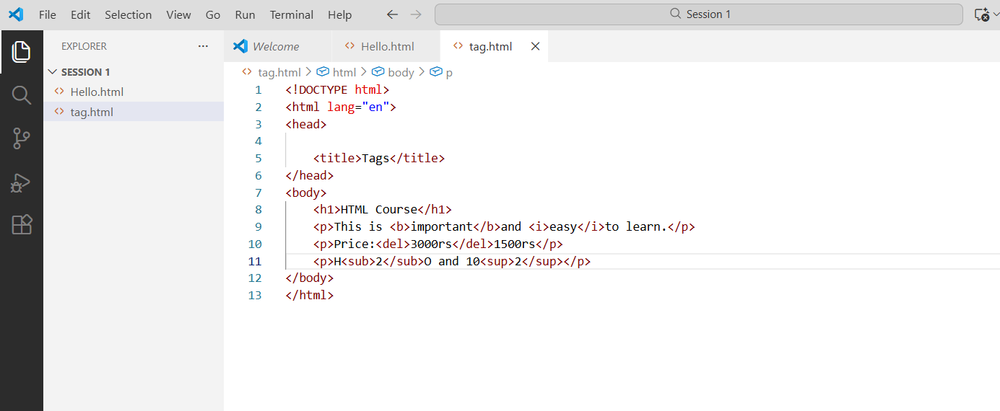 File Edit Selection View Go Run Terminal Help Session 1
EXPLORER ... Welcome Hello.html tag.html
SESSION 1
Hello.html
tag.html
tag.html > html > body > p
1 <!DOCTYPE html>
2 <html lang="en">
3 <head>
4
5 <title>Tags</title>
6 </head>
7 <body>
8 <h1>HTML Course</h1>
9 <p>This is <b>important</b>and <i>easy</i>to learn.</p>
10 <p>Price:<del>3000rs</del>1500rs</p>
11 <p>H<sub>2</sub>O and 10<sup>2</sup></p>
12 </body>
13 </html>